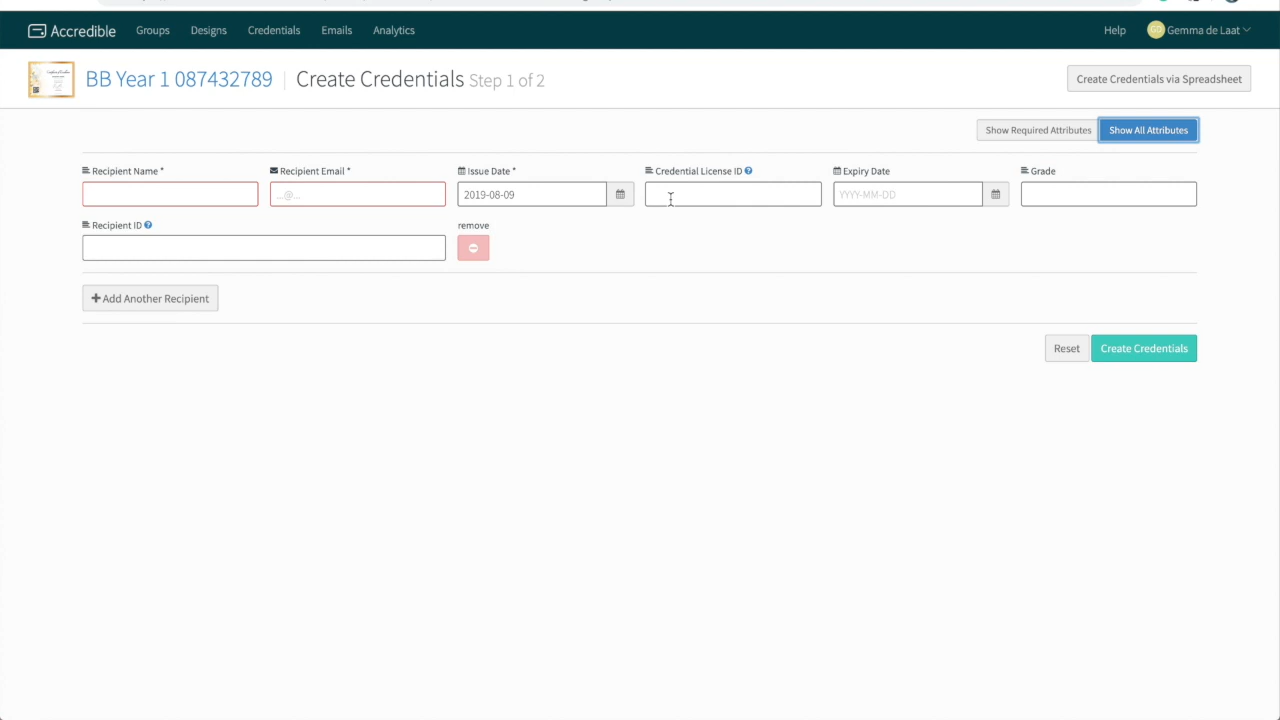 Accredible Groups Designs Credentials Emails Analytics Help GD Gemma de Laat
BB Year 1 087432789 Create Credentials Step 1 of 2 Create Credentials via Spreadsheet
Show Required Attributes Show All Attributes
Recipient Name * Recipient Email * Issue Date * Credential License ID Expiry Date Grade
...@... 2019-08-09 YYYY-MM-DD
Recipient ID remove
Add Another Recipient
Reset Create Credentials